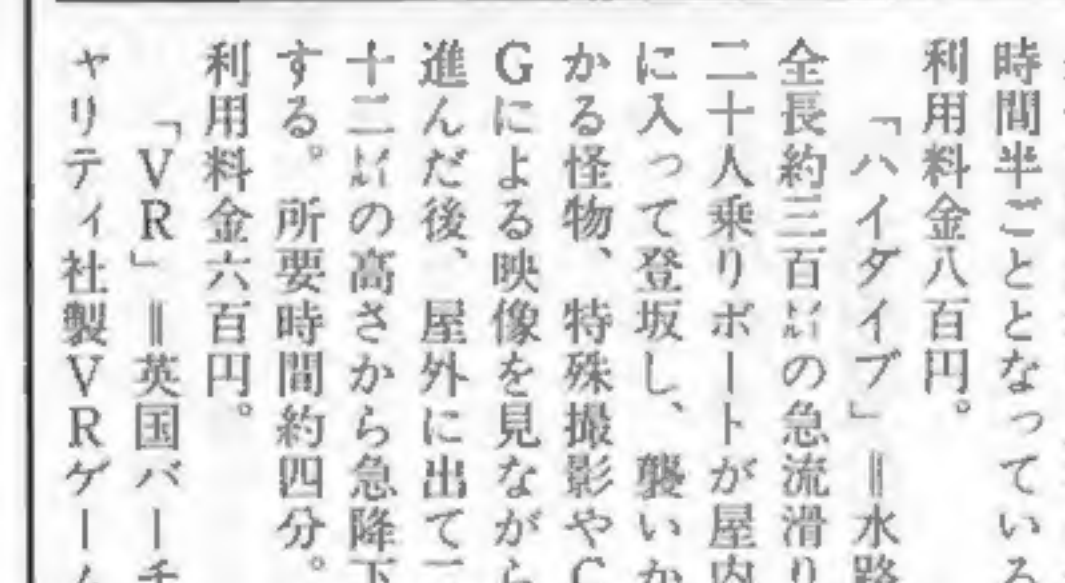 時間半ごととなっている
利用料金八百円。
「ハイダイブ」＝水路
全長約三百㍍の急流滑り
二十人乗りボートが屋内
に入って登坂し、襲いか
かる怪物、特殊撮影やC
Gによる映像を見ながら
進んだ後、屋外に出て
十二㍍の高さから急降下
する。所要時間約四分。
利用料金六百円。
「VR」＝英国バーチ
ャリティ社製VRゲーム